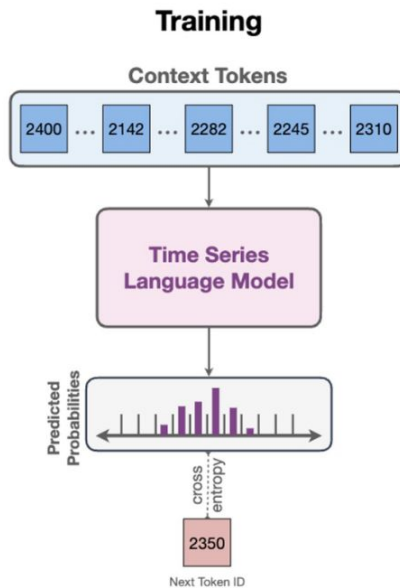 Training
Context Tokens
2400 ... 2142 ... 2282 ... 2245 ... 2310
Time Series
Language Model
Predicted
Probabilities
cross
entropy
2350
Next Token ID